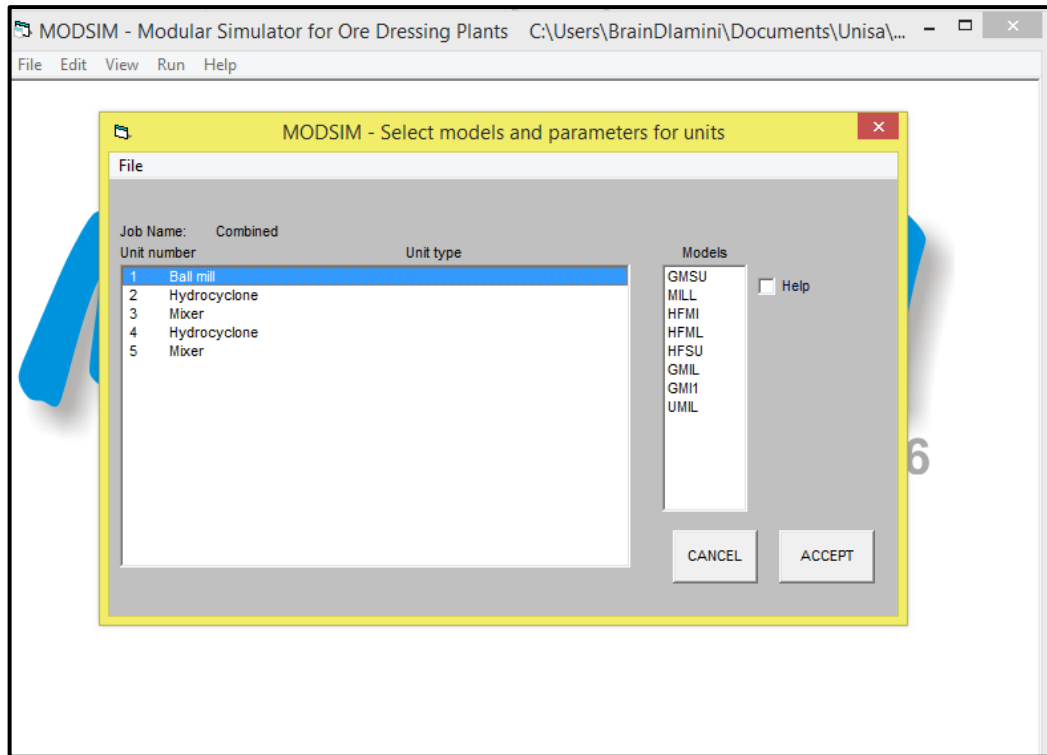 MODSIM - Modular Simulator for Ore Dressing Plants C:\Users\BrainDlamini\Documents\Unisa\...
File Edit View Run Help
MODSIM - Select models and parameters for units
File
Job Name: Combined
Unit number Unit type Models
1 Ball mill
2 Hydrocyclone
3 Mixer
4 Hydrocyclone
5 Mixer
GMSU
MILL
HFMI
HFML
HFSU
GMIL
GMI1
UMIL
Help
6
CANCEL ACCEPT